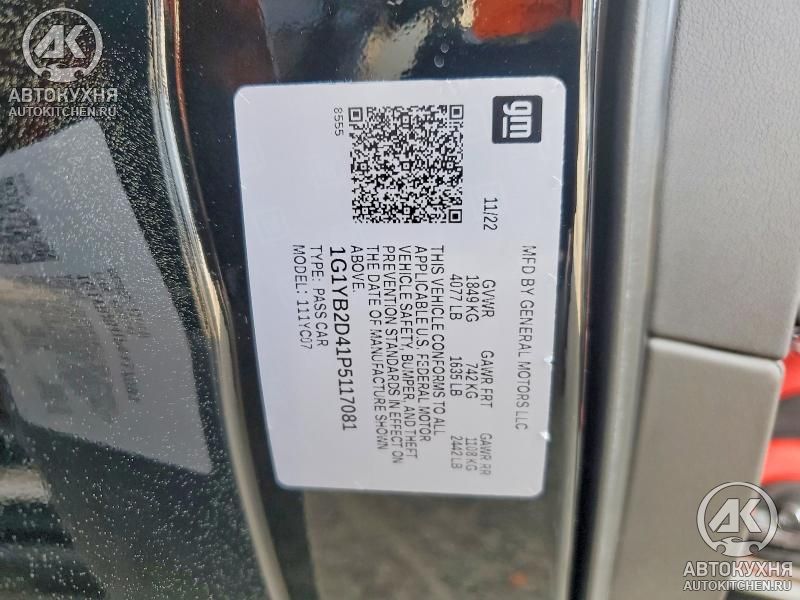 AK
АВТОКУХНЯ
AUTOKITCHEN.RU
gm
MFD BY GENERAL MOTORS LLC
11/22
GVWR GAWR FRT GAWR RR
1849 KG 742 KG 1108 KG
4077 LB 1635 LB 2442 LB
THIS VEHICLE CONFORMS TO ALL
APPLICABLE U.S. FEDERAL MOTOR
VEHICLE SAFETY, BUMPER, AND THEFT
PREVENTION STANDARDS IN EFFECT ON
THE DATE OF MANUFACTURE SHOWN
ABOVE.
1G1YB2D41P5117081
TYPE: PASS CAR
MODEL: 111YC07
8555
AK
АВТОКУХНЯ
AUTOKITCHEN.RU